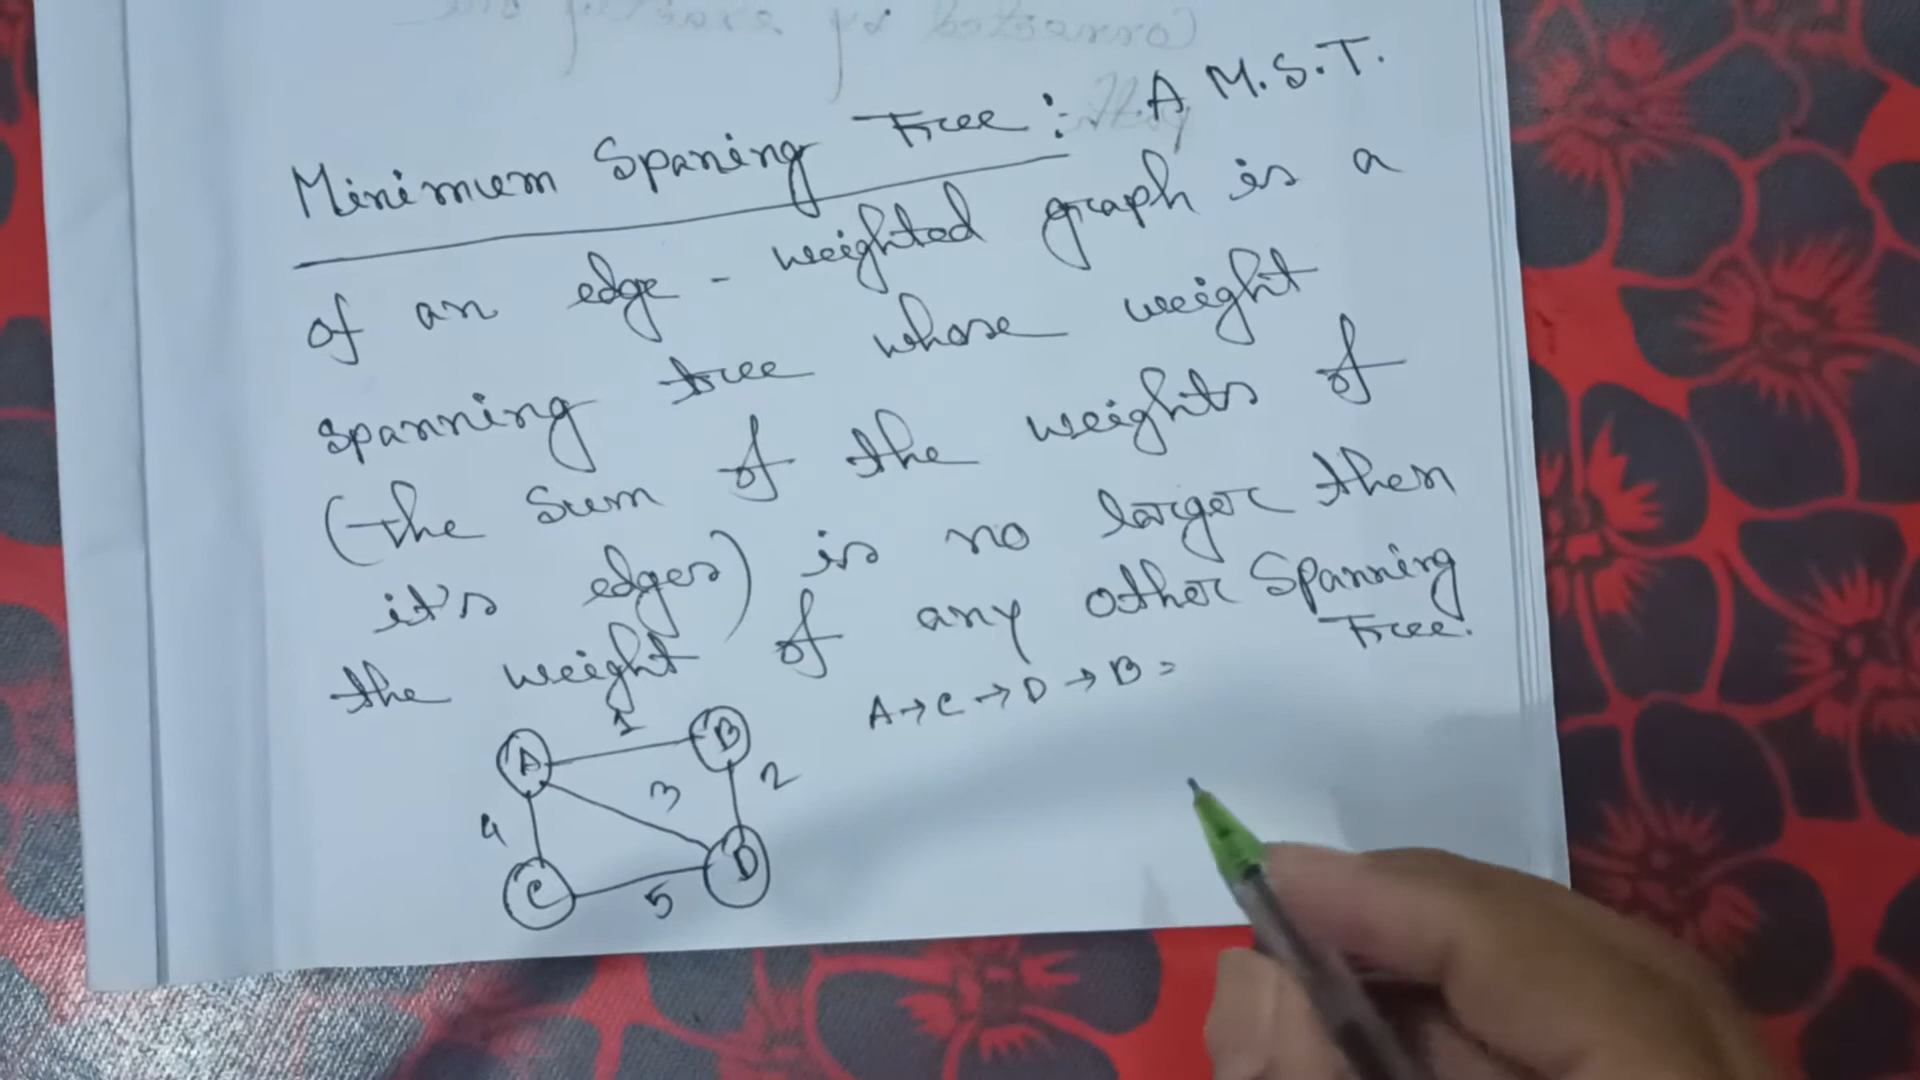 Minimum Spaning Tree: A M.S.T.
of an edge - weighted graph is a
spanning tree whose weight
(the sum of the weights of
it's edges) is no larger then
the weight of any other Spanning
Tree.
A→C→D→B=
1
A B
3 2
4
C D
5